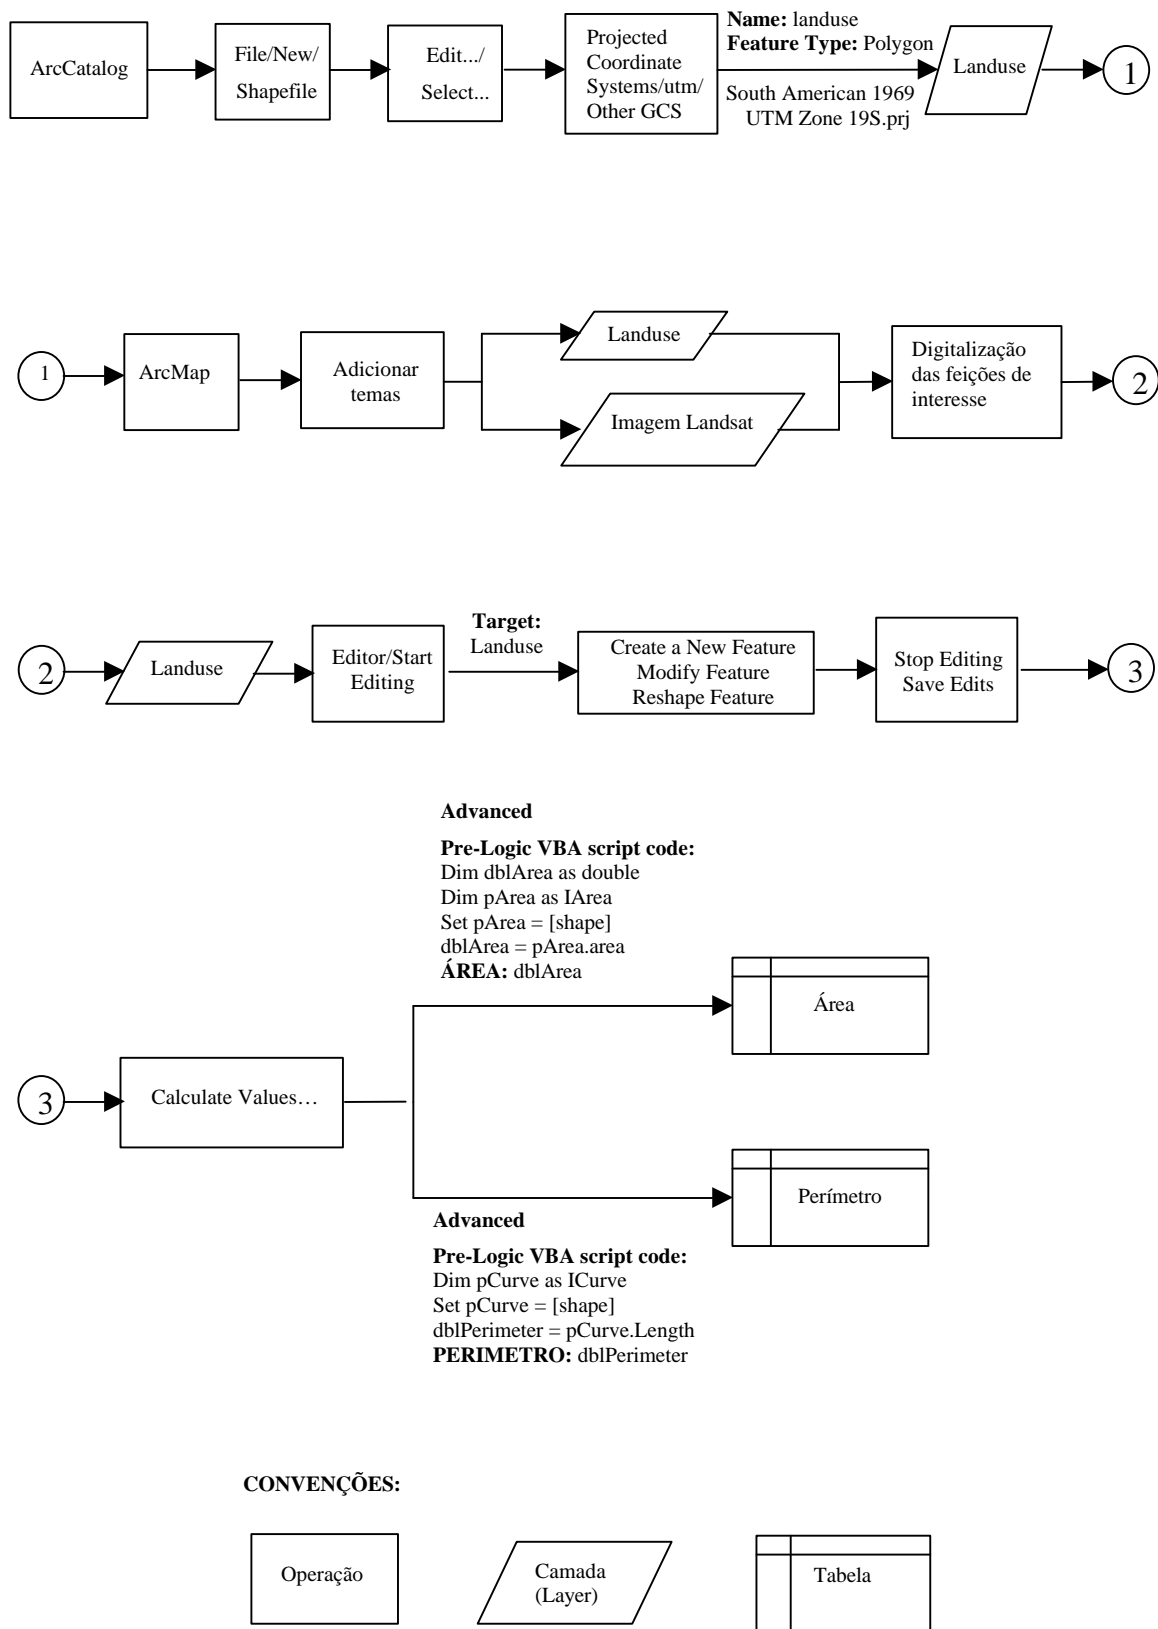 ArcCatalog
File/New/
Shapefile
Edit.../
Select...
Projected
Coordinate
Systems/utm/
Other GCS
Name: landuse
Feature Type: Polygon
South American 1969
UTM Zone 19S.prj
Landuse
1
1
ArcMap
Adicionar
temas
Landuse
Imagem Landsat
Digitalização
das feições de
interesse
2
2
Landuse
Editor/Start
Editing
Target:
Landuse
Create a New Feature
Modify Feature
Reshape Feature
Stop Editing
Save Edits
3
Advanced
Pre-Logic VBA script code:
Dim dblArea as double
Dim pArea as IArea
Set pArea = [shape]
dblArea = pArea.area
ÁREA: dblArea
Área
3
Calculate Values…
Perímetro
Advanced
Pre-Logic VBA script code:
Dim pCurve as ICurve
Set pCurve = [shape]
dblPerimeter = pCurve.Length
PERIMETRO: dblPerimeter
CONVENÇÕES:
Operação
Camada
(Layer)
Tabela